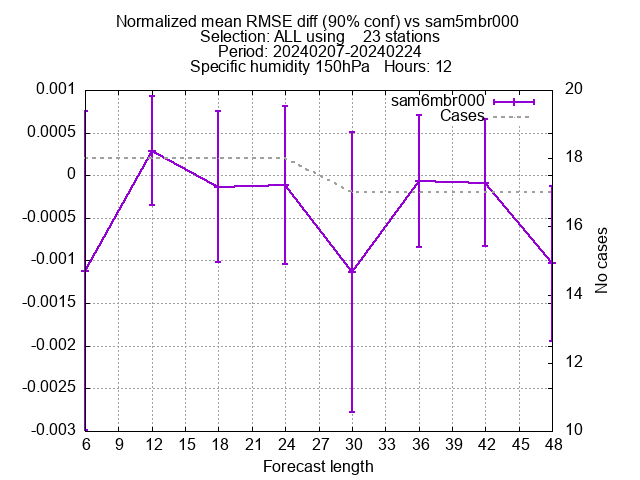 Normalized mean RMSE diff (90% conf) vs sam5mbr000
Selection: ALL using    23 stations
Period: 20240207-20240224
Specific humidity 150hPa   Hours: 12
sam6mbr000
Cases
0.001
0.0005
0
-0.0005
-0.001
-0.0015
-0.002
-0.0025
-0.003
20
18
16
14
12
10
No cases
6 9 12 15 18 21 24 27 30 33 36 39 42 45 48
Forecast length